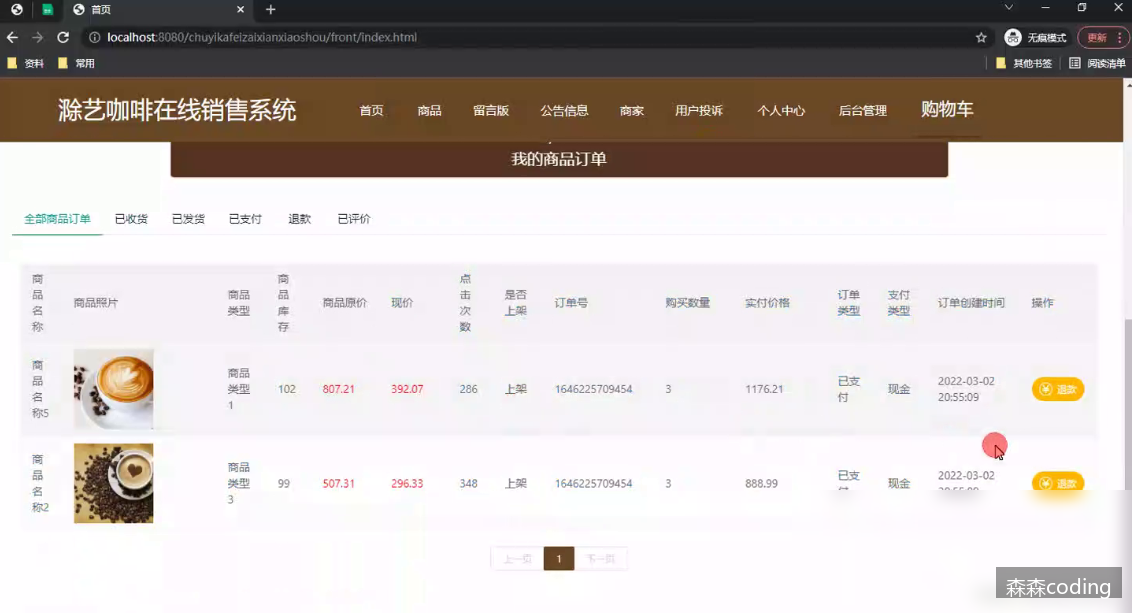 首页
localhost:8080/chuyikafeizaixianxiaoshou/front/index.html
无痕模式
更新
资料
常用
其他书签
阅读清单
滁艺咖啡在线销售系统
首页
商品
留言版
公告信息
商家
用户投诉
个人中心
后台管理
购物车
我的商品订单
全部商品订单
已收货
已发货
已支付
退款
已评价
商品名称
商品照片
商品类型
商品库存
商品原价
现价
点击次数
是否上架
订单号
购买数量
实付价格
订单类型
支付类型
订单创建时间
操作
商品名称5
商品类型1
102
807.21
392.07
286
上架
1646225709454
3
1176.21
已支付
现金
2022-03-02
20:55:09
退款
商品名称2
商品类型3
99
507.31
296.33
348
上架
1646225709454
3
888.99
已支付
现金
2022-03-02
20:55:09
退款
上一页
1
下一页
森森coding